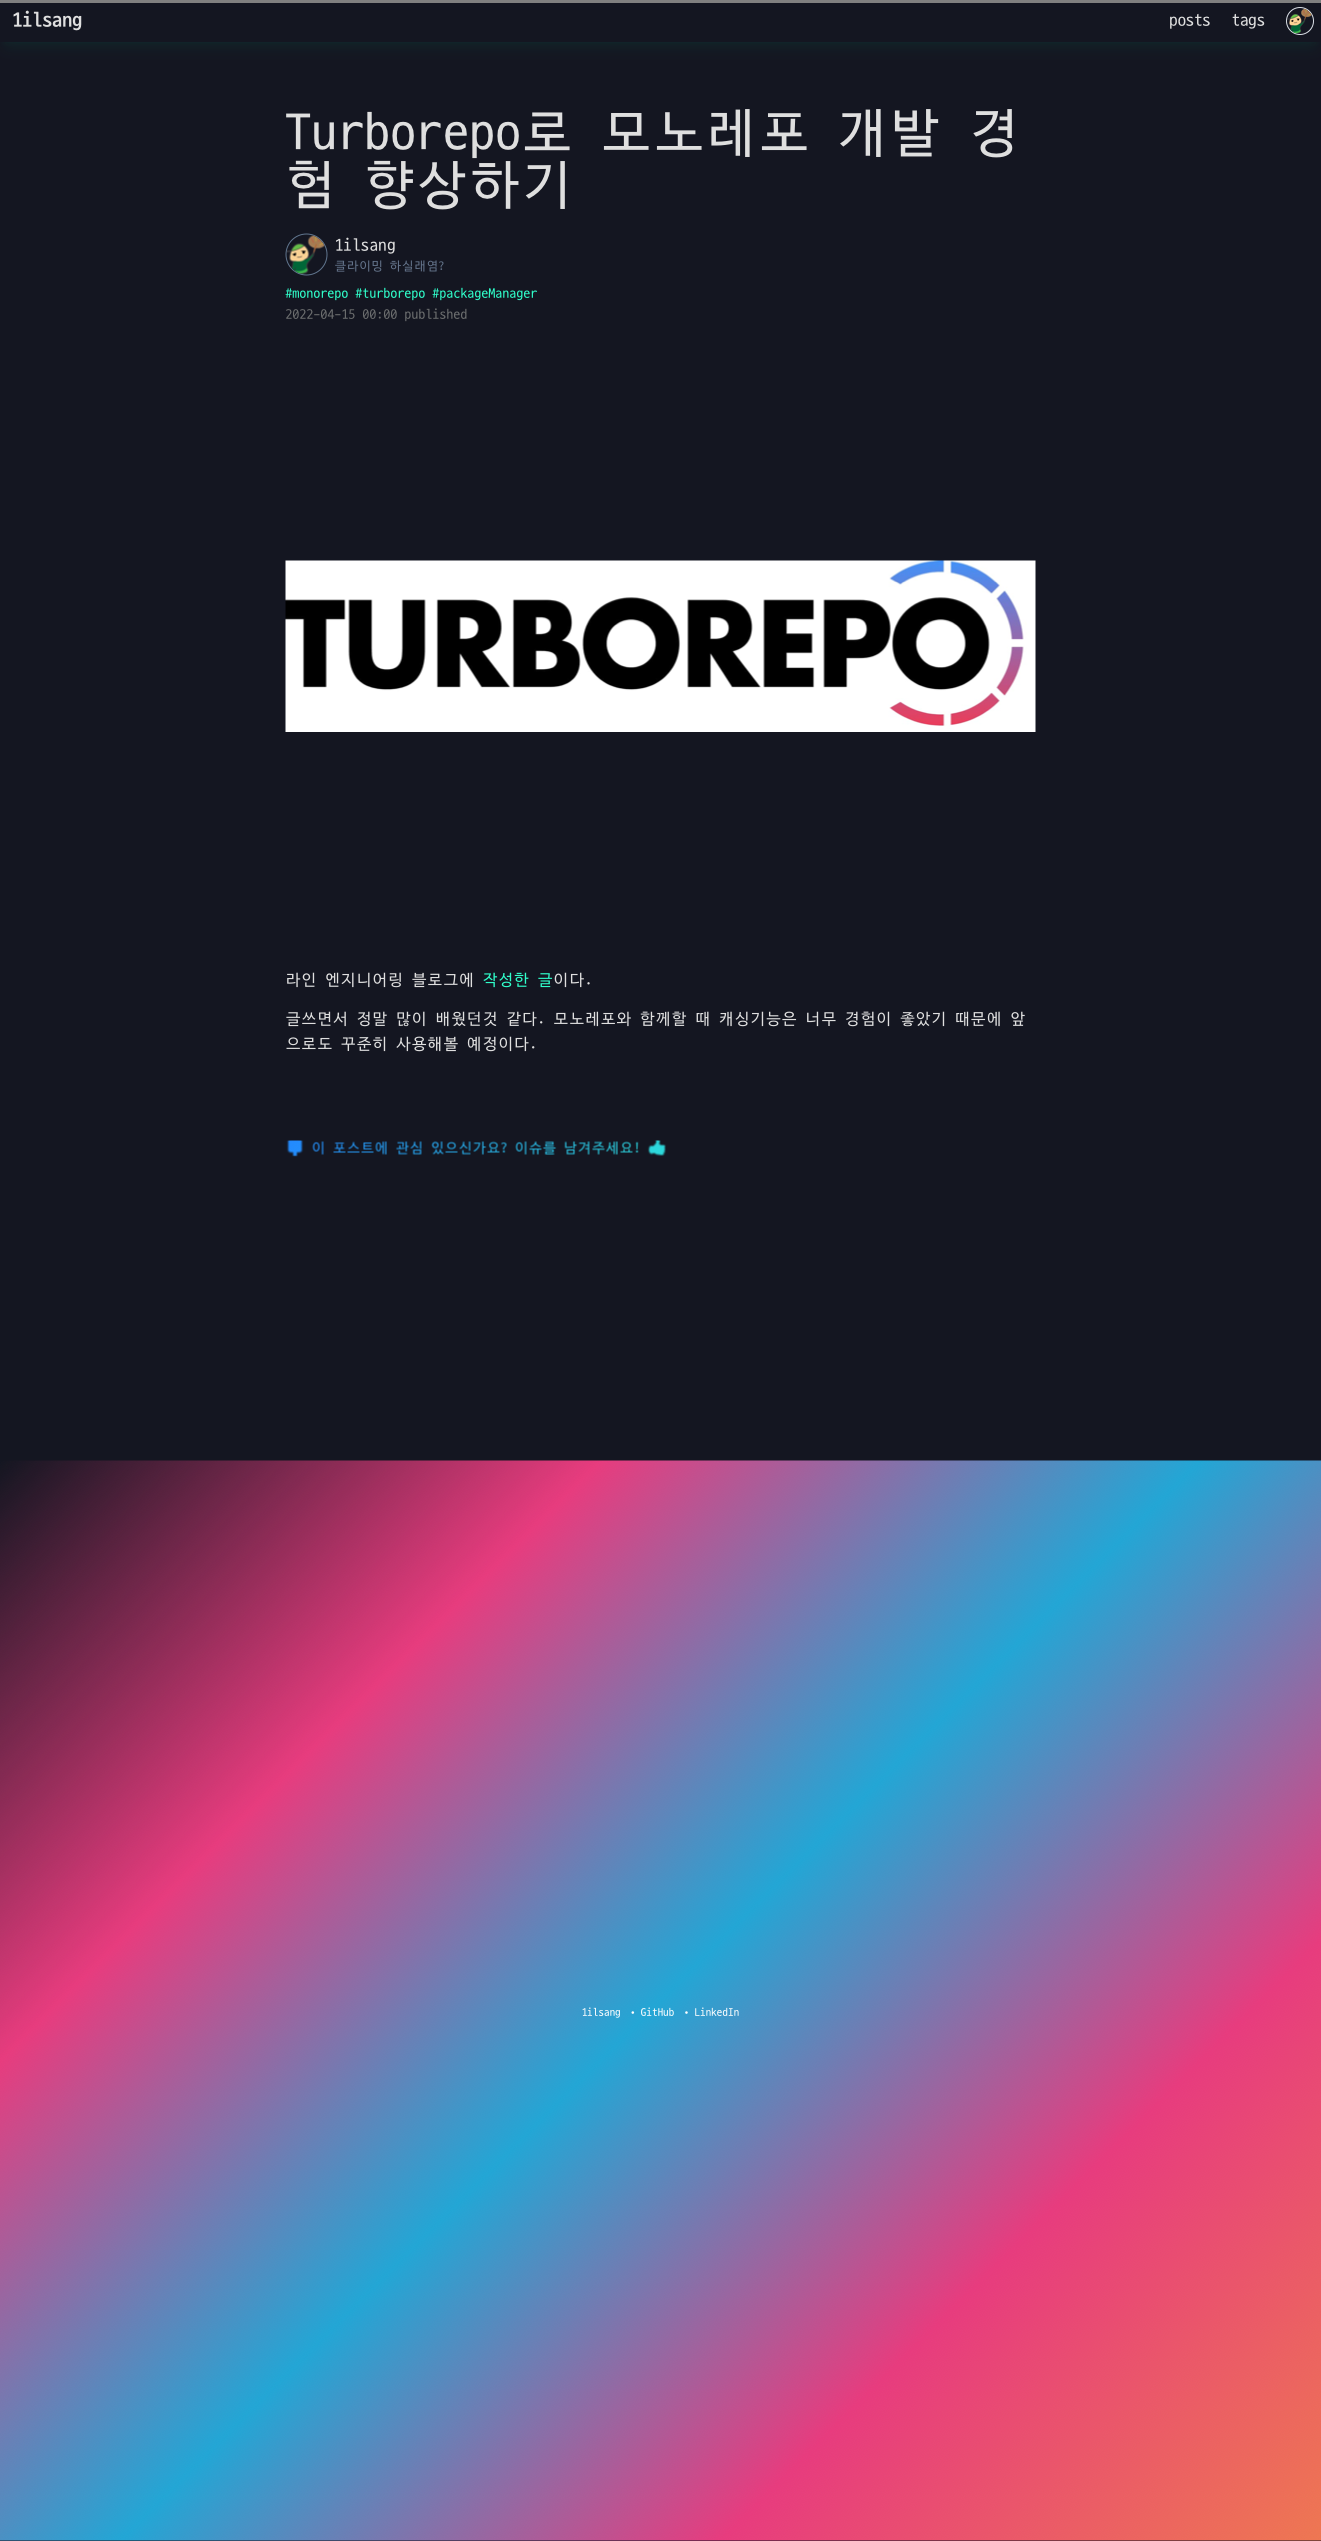 1ilsang
posts tags
Turborepo로 모노레포 개발 경
험 향상하기
1ilsang
클라이밍 하실래염?
#monorepo #turborepo #packageManager
2022-04-15 00:00 published
TURBOREPO
라인 엔지니어링 블로그에 작성한 글이다.
글쓰면서 정말 많이 배웠던것 같다. 모노레포와 함께할 때 캐싱기능은 너무 경험이 좋았기 때문에 앞
으로도 꾸준히 사용해볼 예정이다.
이 포스트에 관심 있으신가요? 이슈를 남겨주세요!
1ilsang • GitHub • LinkedIn